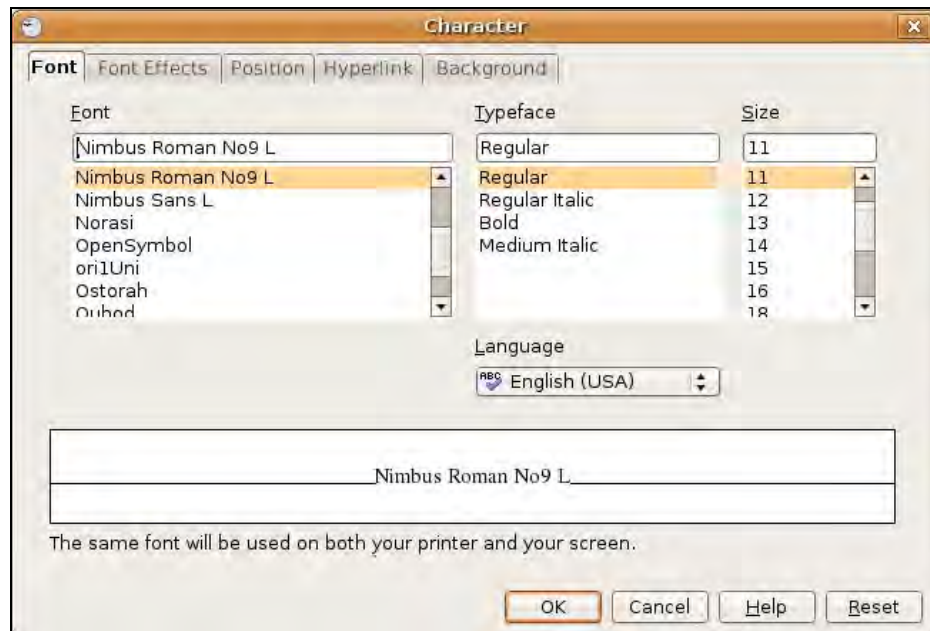 Character
Font Font Effects Position Hyperlink Background
Font Typeface Size
Nimbus Roman No9 L Regular 11
Nimbus Roman No9 L Regular 11
Nimbus Sans L Regular Italic 12
Norasi Bold 13
OpenSymbol Medium Italic 14
ori1Uni 15
Ostorah 16
Ouhod 18
Language
ABC English (USA)
Nimbus Roman No9 L
The same font will be used on both your printer and your screen.
OK Cancel Help Reset